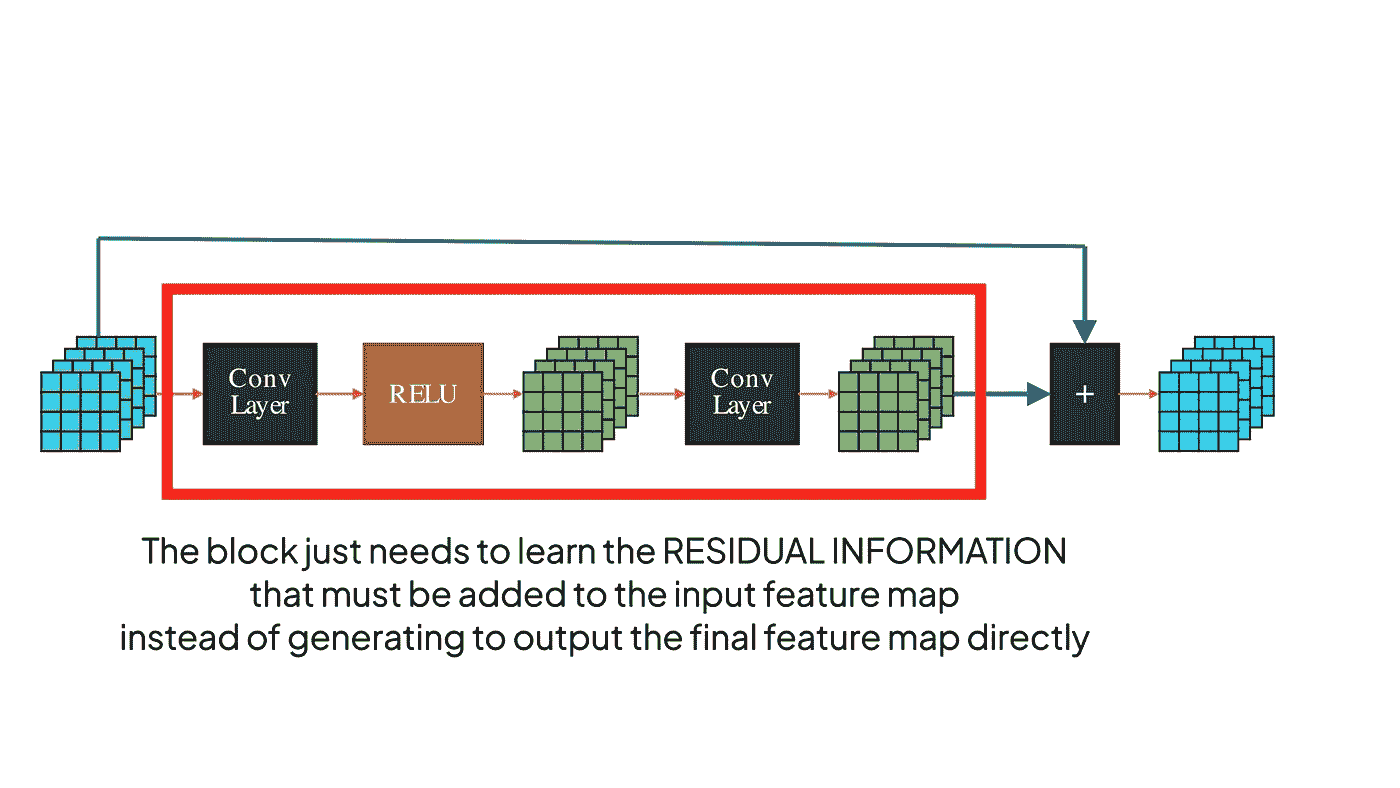 Conv
Layer
RELU
Conv
Layer
+
The block just needs to learn the RESIDUAL INFORMATION
that must be added to the input feature map
instead of generating to output the final feature map directly